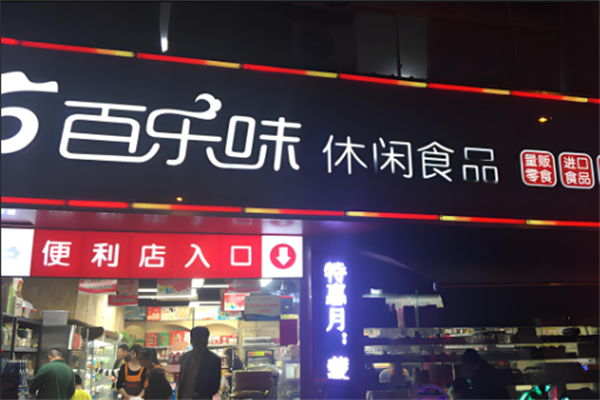 百乐味 休闲食品
量贩零食
进口食品
便利店入口
特惠月：